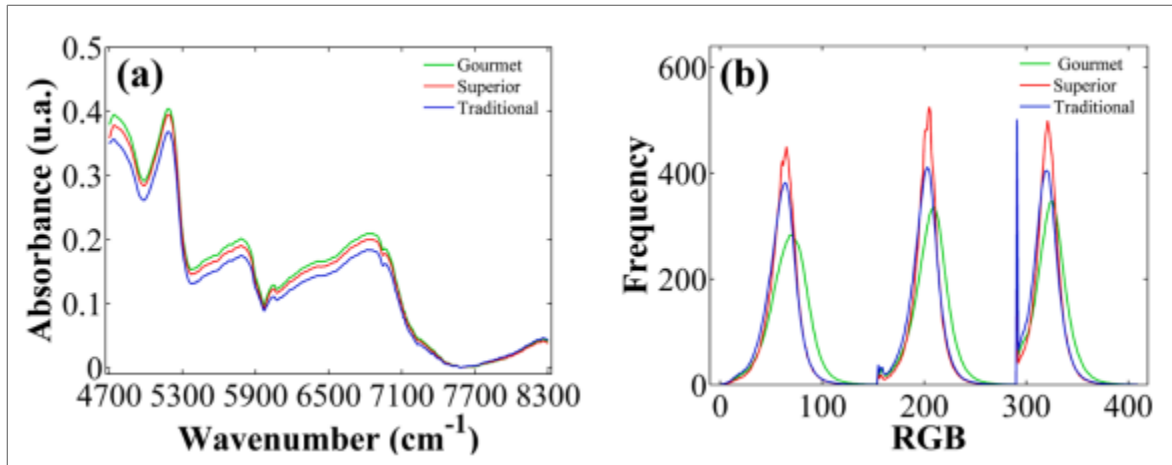 (a)
Gourmet
Superior
Traditional
Absorbance (u.a.)
0.5
0.4
0.3
0.2
0.1
0
4700 5300 5900 6500 7100 7700 8300
Wavenumber (cm-1)
(b)
Gourmet
Superior
Traditional
Frequency
600
400
200
0
0 100 200 300 400
RGB